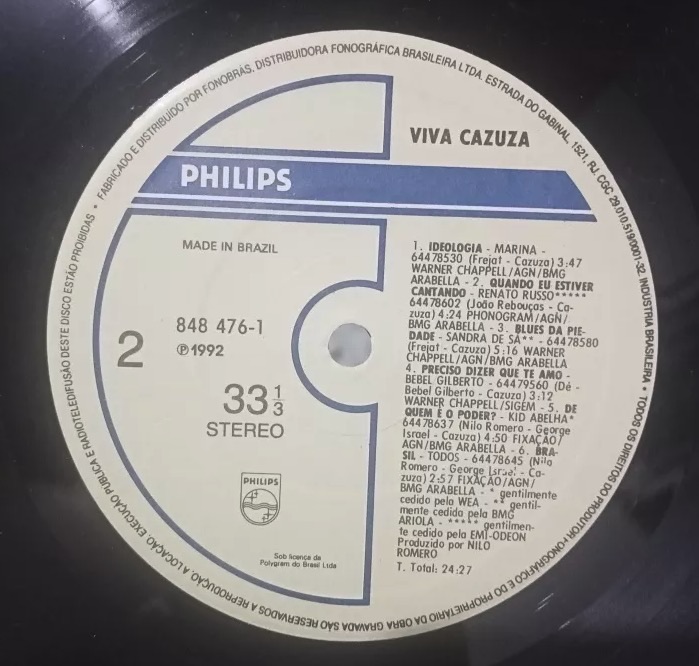 FABRICADO E DISTRIBUÍDO POR FONOBRÁS. DISTRIBUIDORA FONOGRÁFICA BRASILEIRA LTDA. ESTRADA DO GABINAL, 1521, RJ. CGC 29.010.519/0001-32. INDÚSTRIA BRASILEIRA • TODOS OS DIREITOS DO PRODUTOR FONOGRÁFICO E DO PROPRIETÁRIO DA OBRA GRAVADA SÃO RESERVADOS A REPRODUÇÃO, A LOCAÇÃO, EXECUÇÃO PÚBLICA E RADIOTELEDIFUSÃO DESTE DISCO ESTÃO PROIBIDAS •
VIVA CAZUZA
PHILIPS
MADE IN BRAZIL
848 476-1
℗1992
2
33 1/3
STEREO
PHILIPS
Sob licença da
Polygram do Brasil Ltda
1. IDEOLOGIA - MARINA -
64478530 (Frejat - Cazuza) 3:47
WARNER CHAPPELL/AGN/BMG
ARABELLA - 2. QUANDO EU ESTIVER
CANTANDO - RENATO RUSSO*****
64478602 (João Rebouças - Ca-
zuza) 4:24 PHONOGRAM/AGN/
BMG ARABELLA - 3. BLUES DA PIE-
DADE - SANDRA DE SÁ** - 64478580
(Frejat - Cazuza) 5:16 WARNER
CHAPPELL/AGN/BMG ARABELLA -
4. PRECISO DIZER QUE TE AMO -
BEBEL GILBERTO - 64479560 (Dé -
Bebel Gilberto - Cazuza) 3:12
WARNER CHAPPELL/SIGEM - 5. DE
QUEM É O PODER? - KID ABELHA*
64478637 (Nilo Romero - George
Israel - Cazuza) 4:50 FIXAÇÃO/
AGN/BMG ARABELLA - 6. BRA-
SIL - TODOS - 64478645 (Nilo
Romero - George Israel - Ca-
zuza) 2:57 FIXAÇÃO/AGN/
BMG ARABELLA - * gentilmente
cedido pela WEA - ** gentil-
mente cedido pela BMG
ARIOLA - ***** gentilmen-
te cedido pela EMI-ODEON
Produzido por NILO
ROMERO
T. Total: 24:27